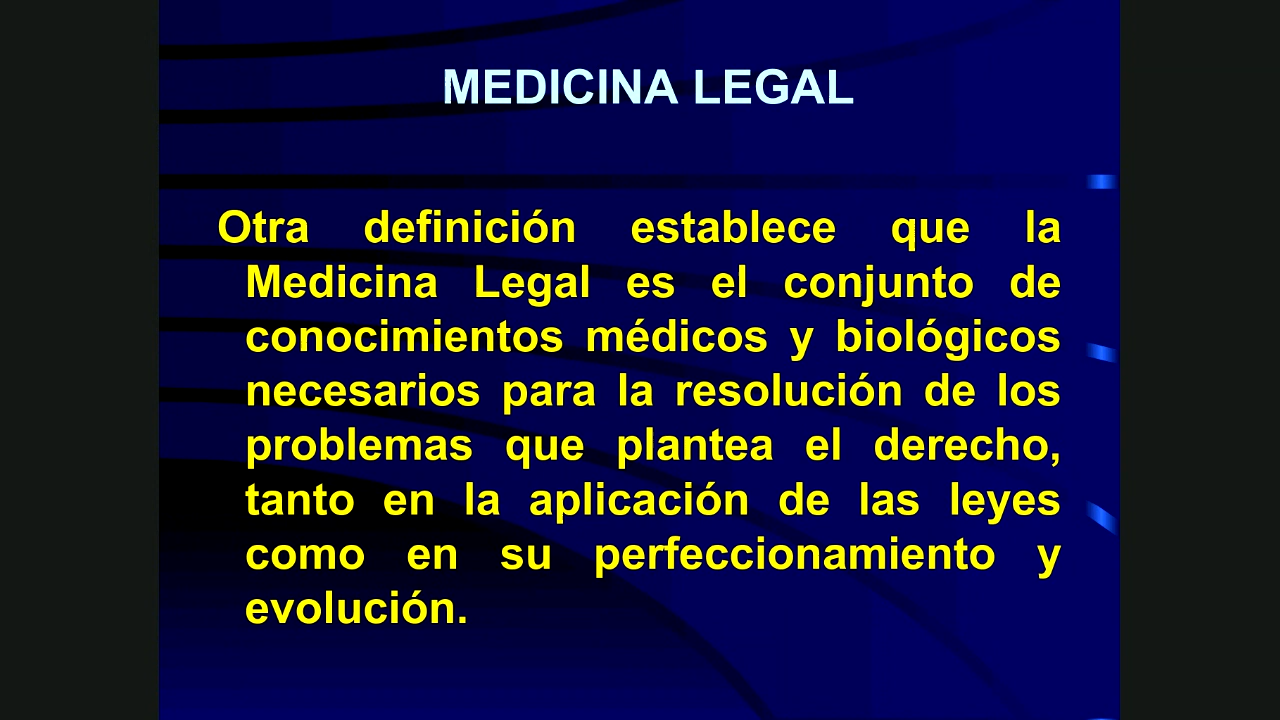 MEDICINA LEGAL
Otra definición establece que la
Medicina Legal es el conjunto de
conocimientos médicos y biológicos
necesarios para la resolución de los
problemas que plantea el derecho,
tanto en la aplicación de las leyes
como en su perfeccionamiento y
evolución.